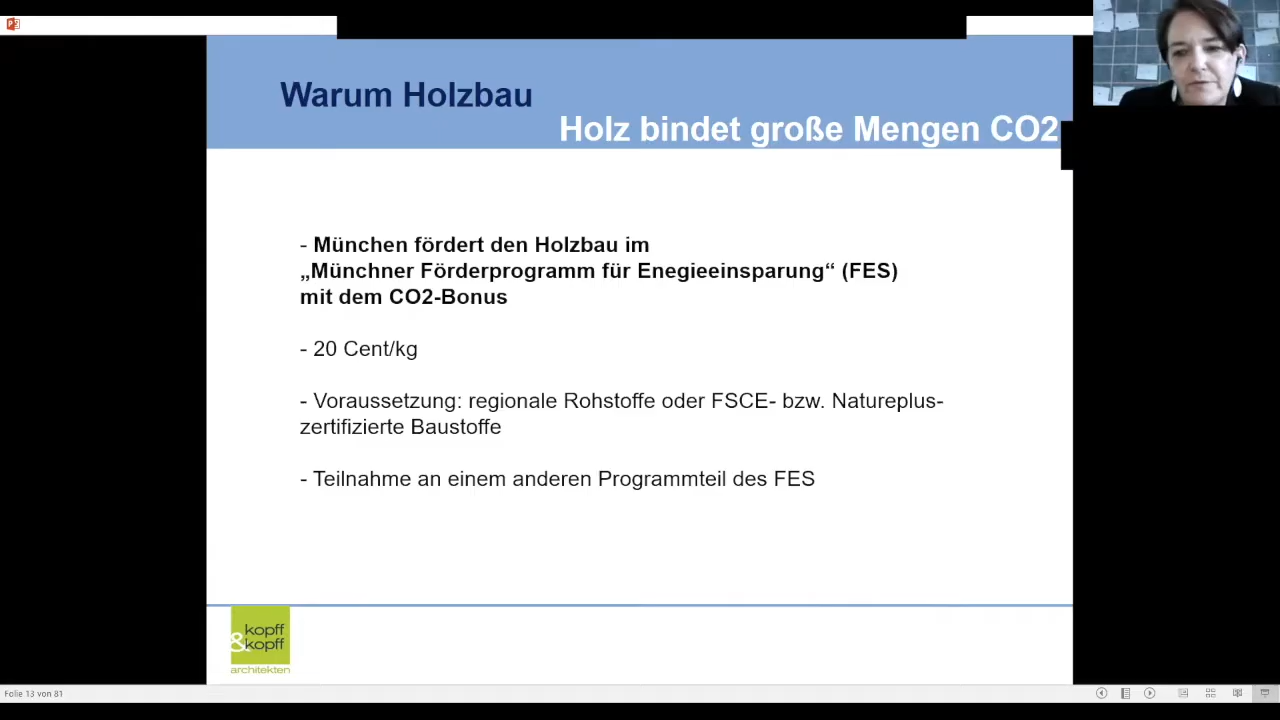 Warum Holzbau
Holz bindet große Mengen CO2
- München fördert den Holzbau im
„Münchner Förderprogramm für Enegieeinsparung“ (FES)
mit dem CO2-Bonus
- 20 Cent/kg
- Voraussetzung: regionale Rohstoffe oder FSCE- bzw. Natureplus-
zertifizierte Baustoffe
- Teilnahme an einem anderen Programmteil des FES
kopff
&kopff
architekten
Folie 13 von 81